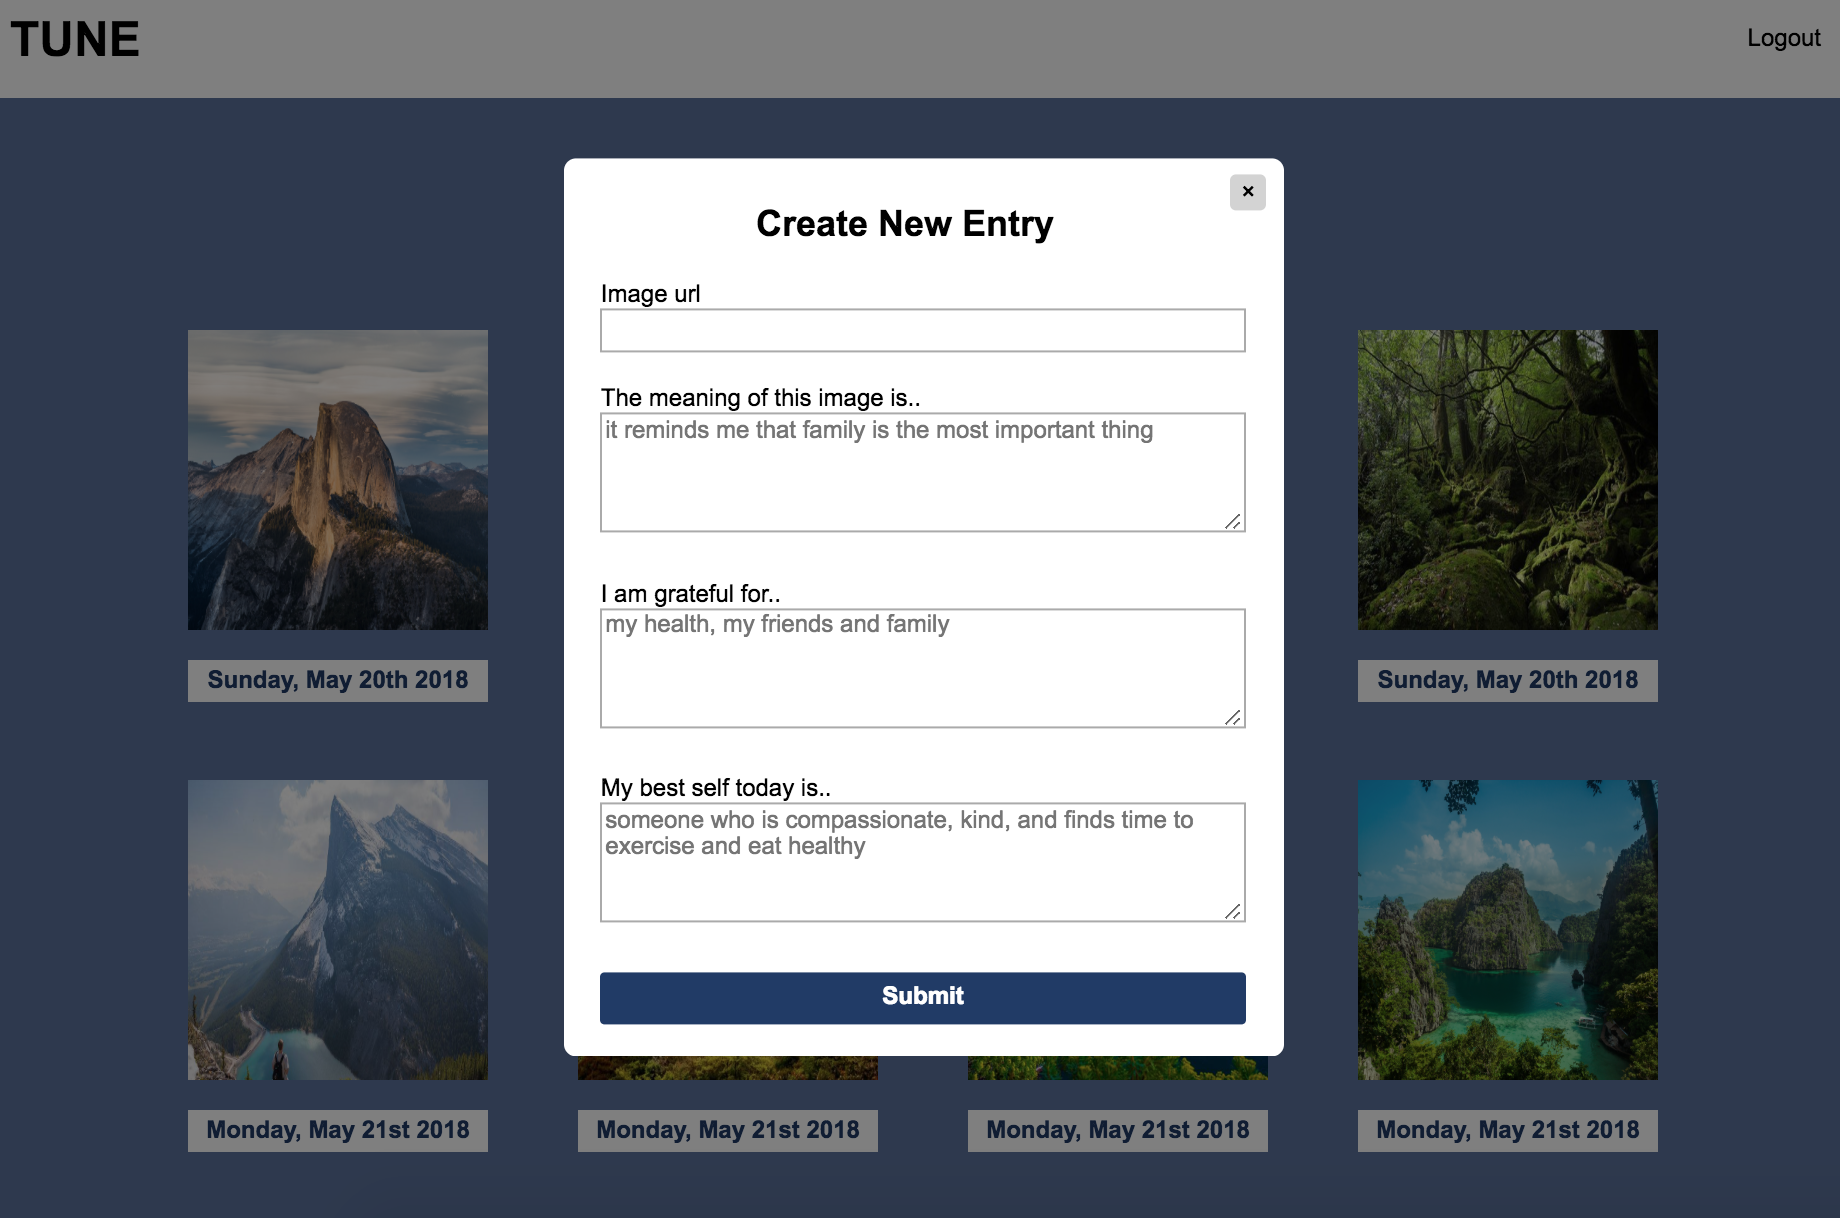 TUNE
Logout
×
Create New Entry
Image url
The meaning of this image is..
it reminds me that family is the most important thing
I am grateful for..
my health, my friends and family
My best self today is..
someone who is compassionate, kind, and finds time to
exercise and eat healthy
Submit
Sunday, May 20th 2018
Sunday, May 20th 2018
Monday, May 21st 2018
Monday, May 21st 2018
Monday, May 21st 2018
Monday, May 21st 2018